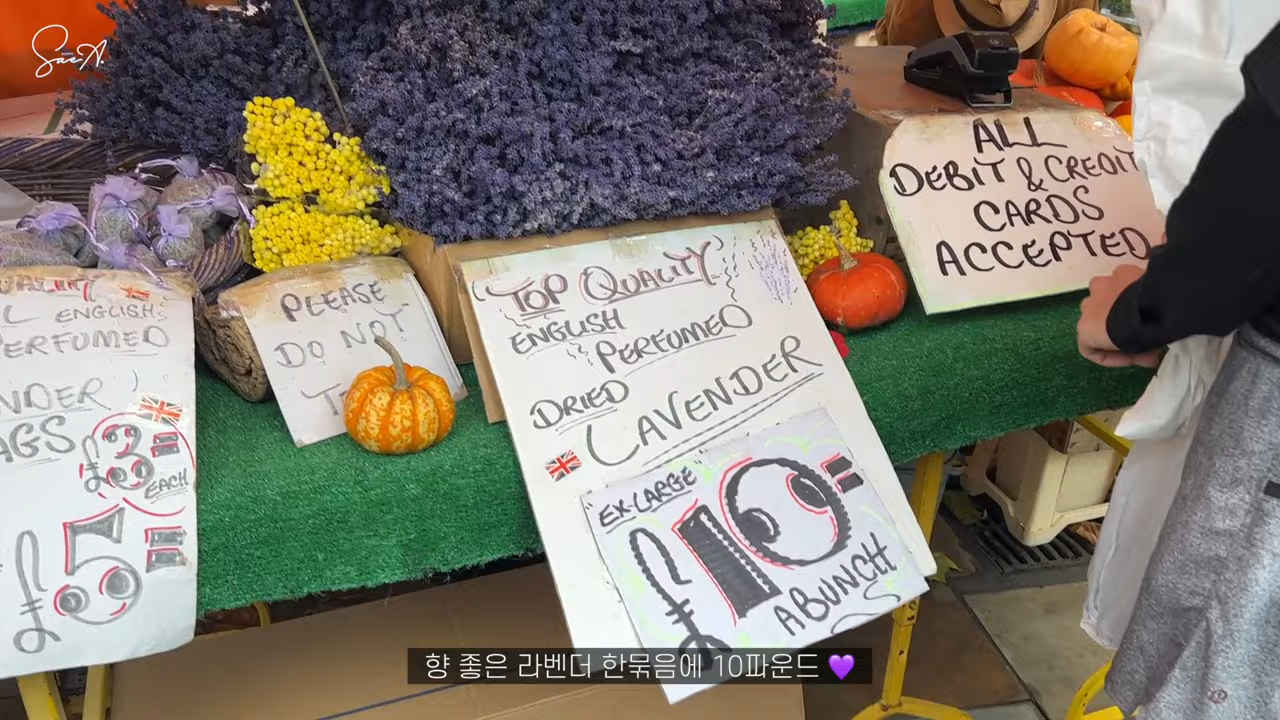 SaeA.
ALL
DEBIT & CREDIT
CARDS
ACCEPTED
TOP QUALITY
ENGLISH
PERFUMED
DRIED
LAVENDER
"EX-LARGE"
£10=
A BUNCH
PLEASE
DO NOT
QUALITY
ENGLISH
PERFUMED
£3=
EACH
£5=
향 좋은 라벤더 한묶음에 10파운드 💜